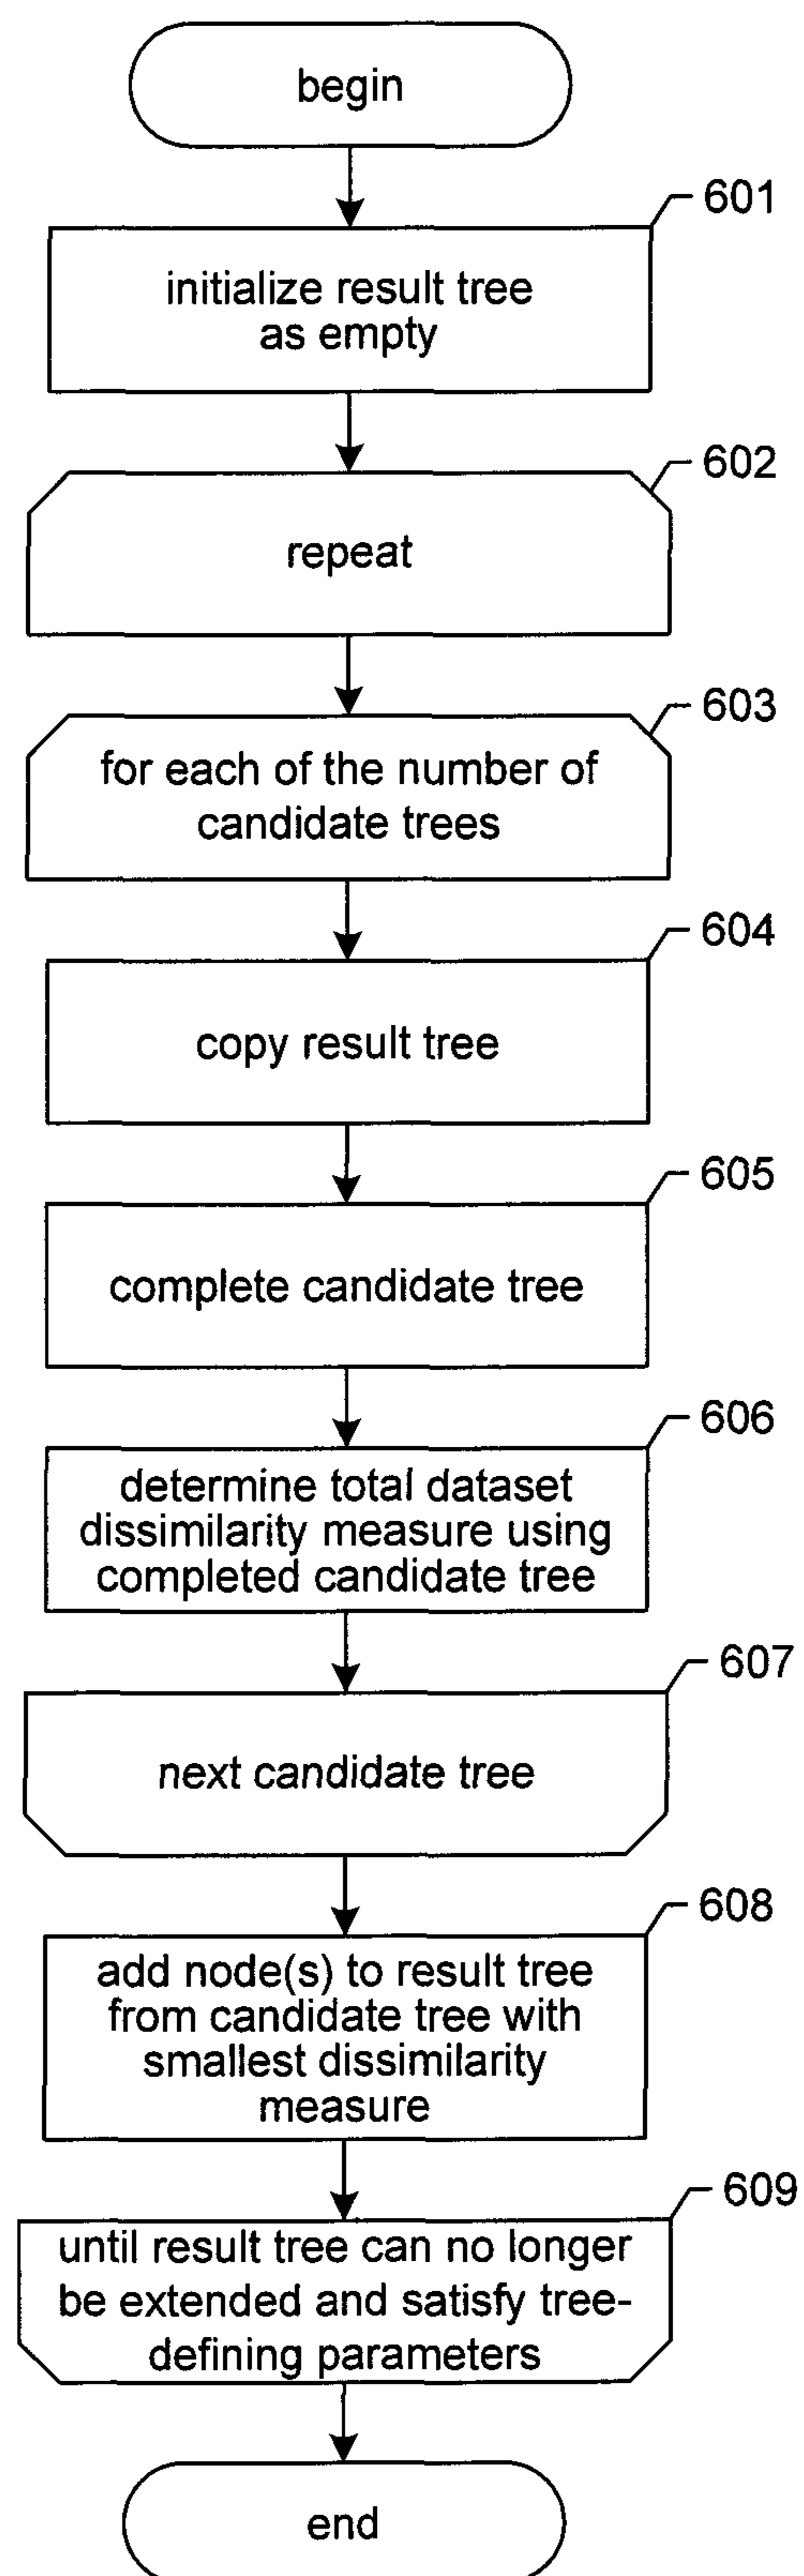 begin
601
initialize result tree
as empty
602
repeat
603
for each of the number of
candidate trees
604
copy result tree
605
complete candidate tree
606
determine total dataset
dissimilarity measure using
completed candidate tree
607
next candidate tree
608
add node(s) to result tree
from candidate tree with
smallest dissimilarity
measure
609
until result tree can no longer
be extended and satisfy tree-
defining parameters
end